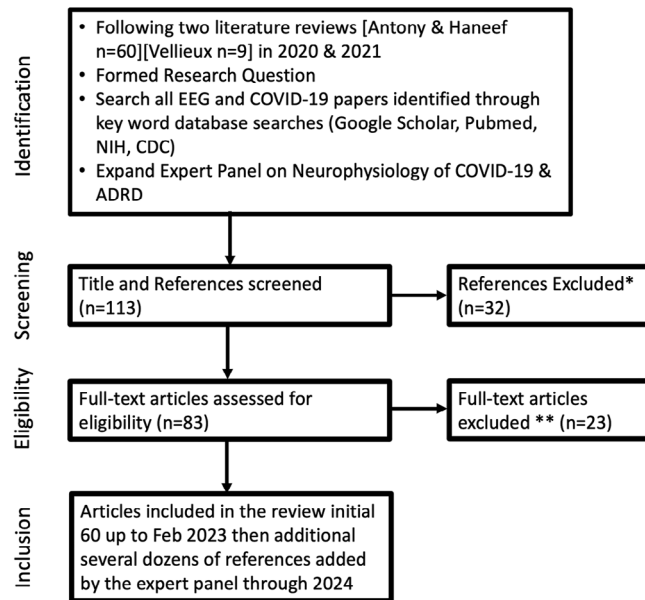 Identification
• Following two literature reviews [Antony & Haneef
n=60][Vellieux n=9] in 2020 & 2021
• Formed Research Question
• Search all EEG and COVID-19 papers identified through
key word database searches (Google Scholar, Pubmed,
NIH, CDC)
• Expand Expert Panel on Neurophysiology of COVID-19 &
ADRD
Screening
Title and References screened
(n=113)
References Excluded*
(n=32)
Eligibility
Full-text articles assessed for
eligibility (n=83)
Full-text articles
excluded ** (n=23)
Inclusion
Articles included in the review initial
60 up to Feb 2023 then additional
several dozens of references added
by the expert panel through 2024